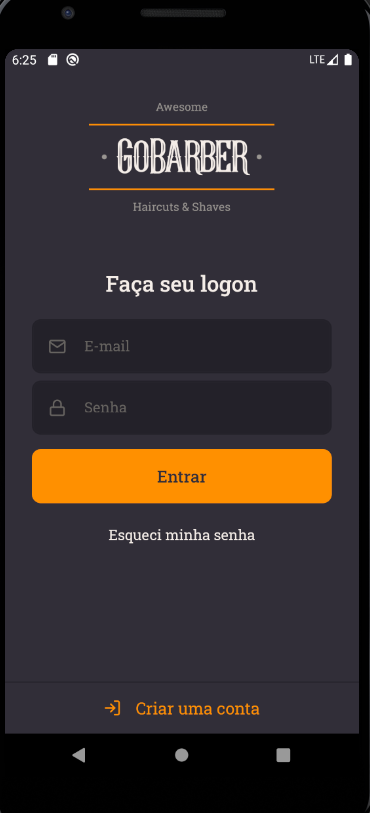 6:25
LTE
Awesome
GOBARBER
Haircuts & Shaves
Faça seu logon
E-mail
Senha
Entrar
Esqueci minha senha
Criar uma conta